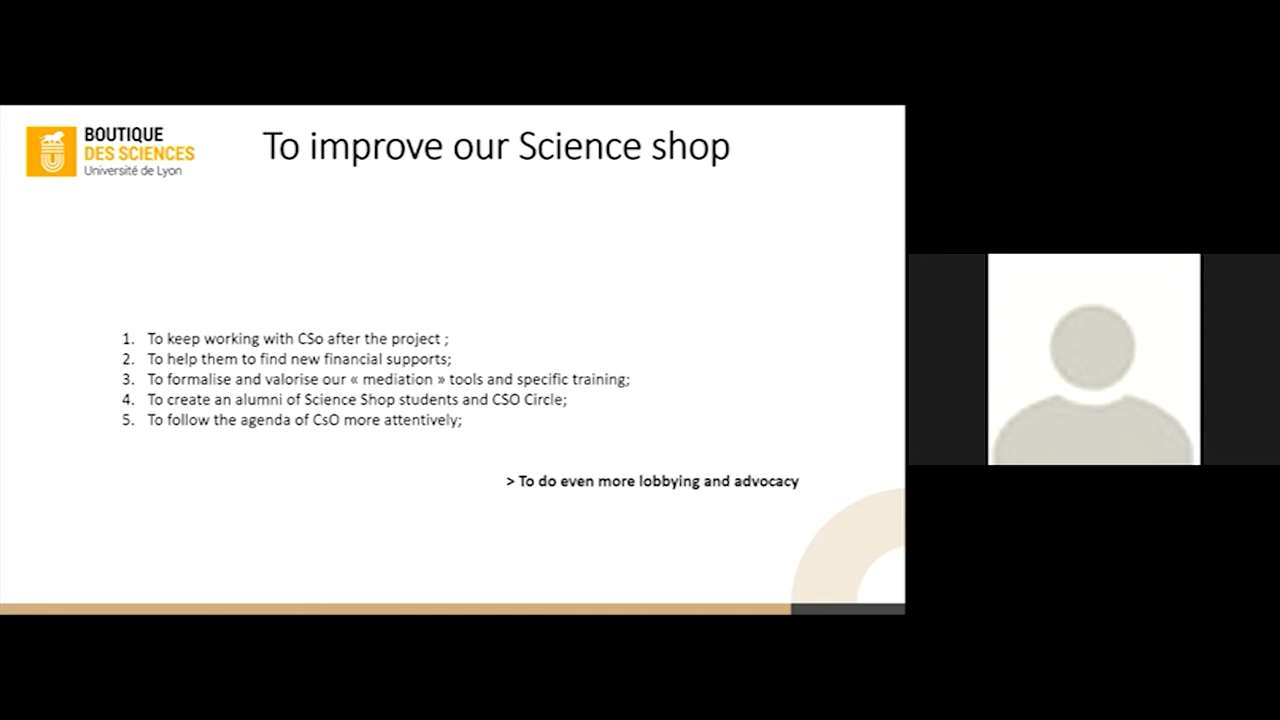 BOUTIQUE
DES SCIENCES
Université de Lyon
To improve our Science shop
1. To keep working with CSo after the project ;
2. To help them to find new financial supports;
3. To formalise and valorise our « mediation » tools and specific training;
4. To create an alumni of Science Shop students and CSO Circle;
5. To follow the agenda of CsO more attentively;
> To do even more lobbying and advocacy